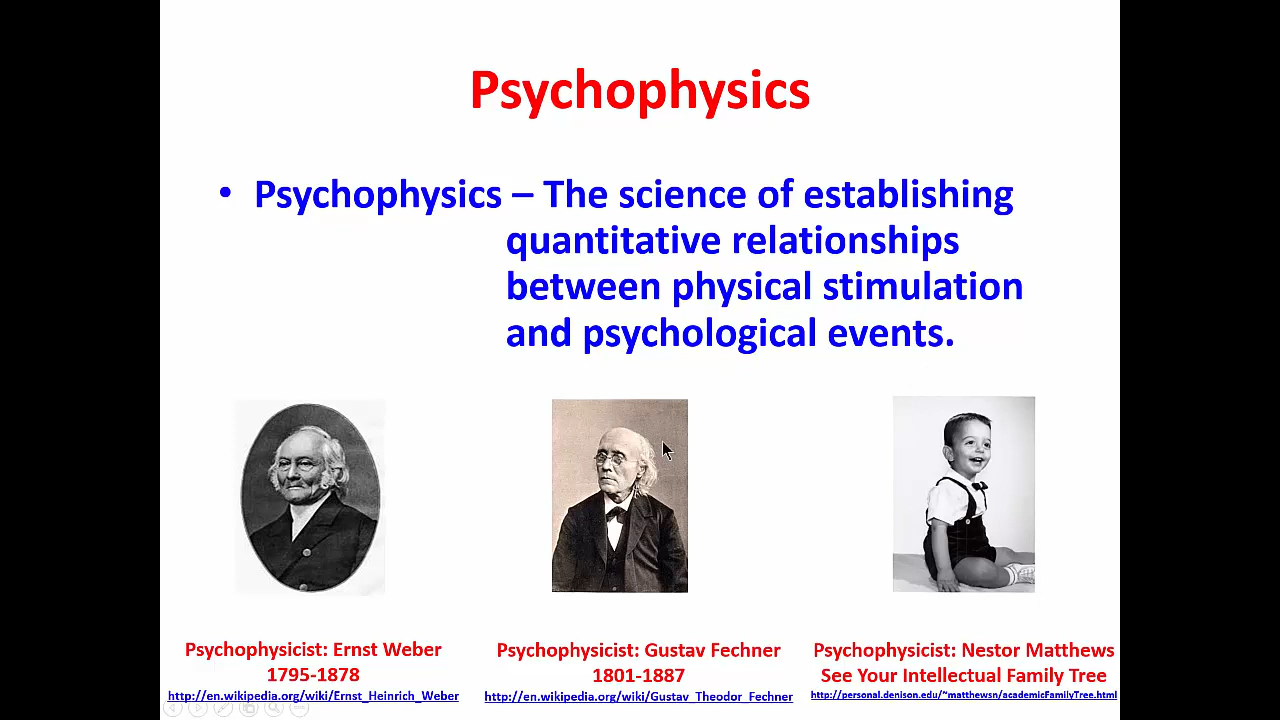 Psychophysics
• Psychophysics – The science of establishing
quantitative relationships
between physical stimulation
and psychological events.
Psychophysicist: Ernst Weber
1795-1878
http://en.wikipedia.org/wiki/Ernst_Heinrich_Weber
Psychophysicist: Gustav Fechner
1801-1887
http://en.wikipedia.org/wiki/Gustav_Theodor_Fechner
Psychophysicist: Nestor Matthews
See Your Intellectual Family Tree
http://personal.denison.edu/~matthewsn/academicFamilyTree.html